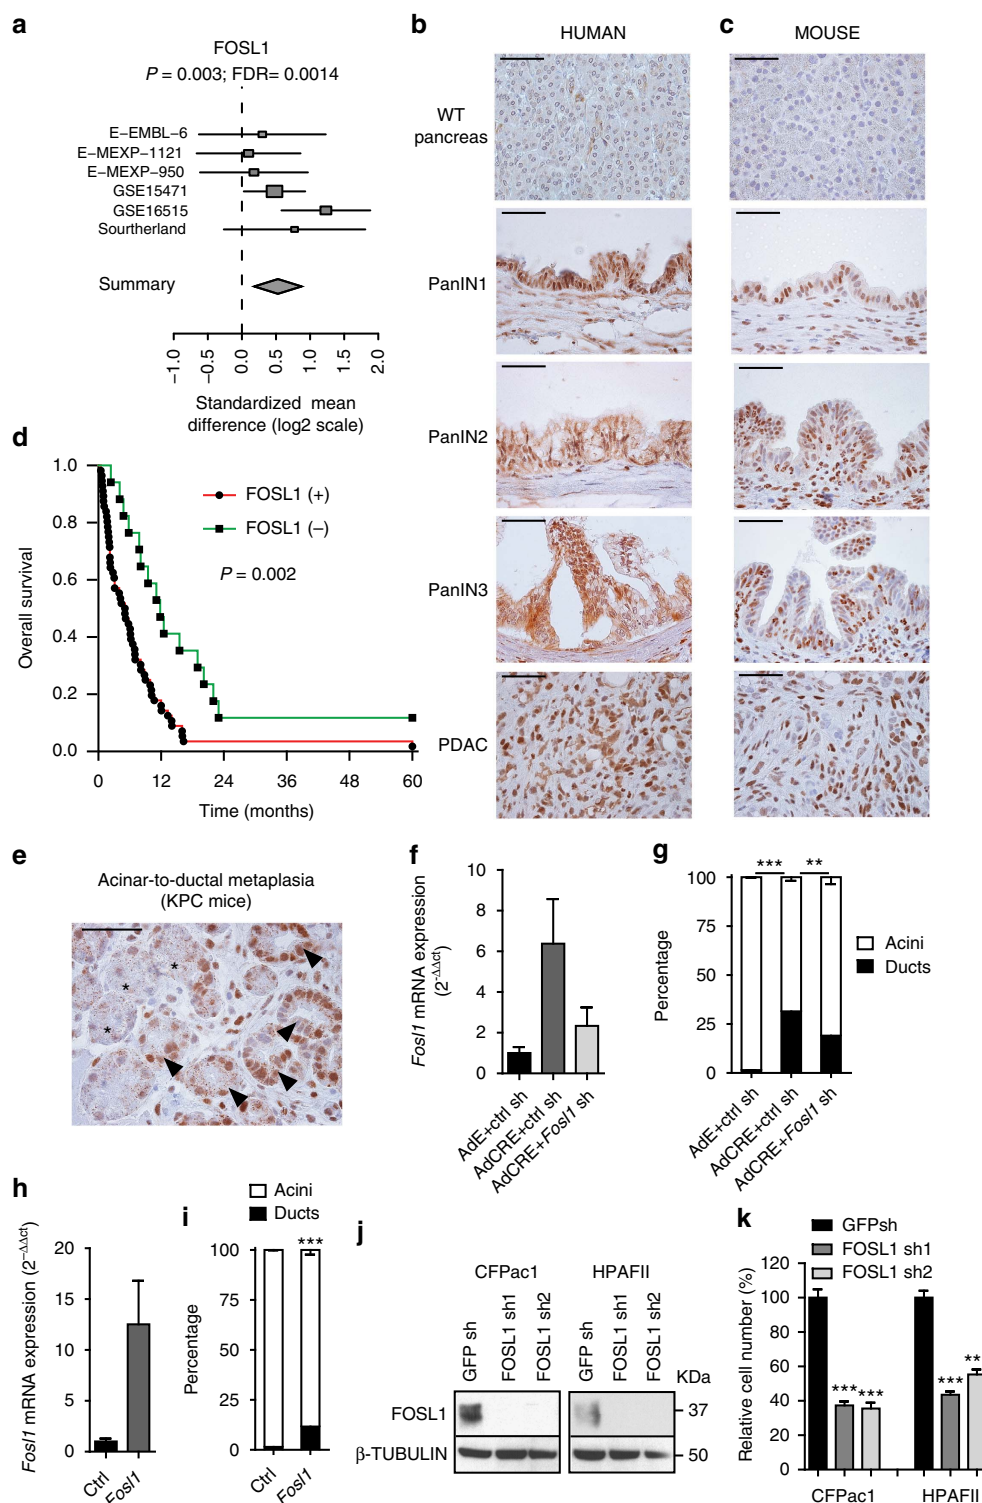 a
FOSL1
P = 0.003; FDR= 0.0014
E–EMBL–6
E–MEXP–1121
E–MEXP–950
GSE15471
GSE16515
Sourtherland
Summary
–1.0
–0.5
0.0
0.5
1.0
1.5
2.0
Standardized mean
difference (log2 scale)
b
HUMAN
c
MOUSE
WT
pancreas
PanIN1
PanIN2
PanIN3
PDAC
d
1.0
0.8
0.6
0.4
0.2
0.0
Overall survival
FOSL1 (+)
FOSL1 (–)
P = 0.002
0 12 24 36 48 60
Time (months)
e
Acinar-to-ductal metaplasia
(KPC mice)
*
*
*
f
10
8
6
4
2
0
Fosl1 mRNA expression
(2-ΔΔct)
AdE+ctrl sh
AdCRE+ctrl sh
AdCRE+Fosl1 sh
g
*** **
100
75
50
25
0
Percentage
Acini
Ducts
AdE+ctrl sh
AdCRE+ctrl sh
AdCRE+Fosl1 sh
h
20
15
10
5
0
Fosl1 mRNA expression (2–ΔΔct)
Ctrl
Fosl1
i
Acini
Ducts
***
100
75
50
25
0
Percentage
Ctrl
Fosl1
j
CFPac1 HPAFII
GFP sh
FOSL1 sh1
FOSL1 sh2
GFP sh
FOSL1 sh1
FOSL1 sh2
KDa
FOSL1
37
β-TUBULIN
50
k
GFPsh
FOSL1 sh1
FOSL1 sh2
120
100
80
60
40
20
0
Relative cell number (%)
*** *** *** **
CFPac1 HPAFII